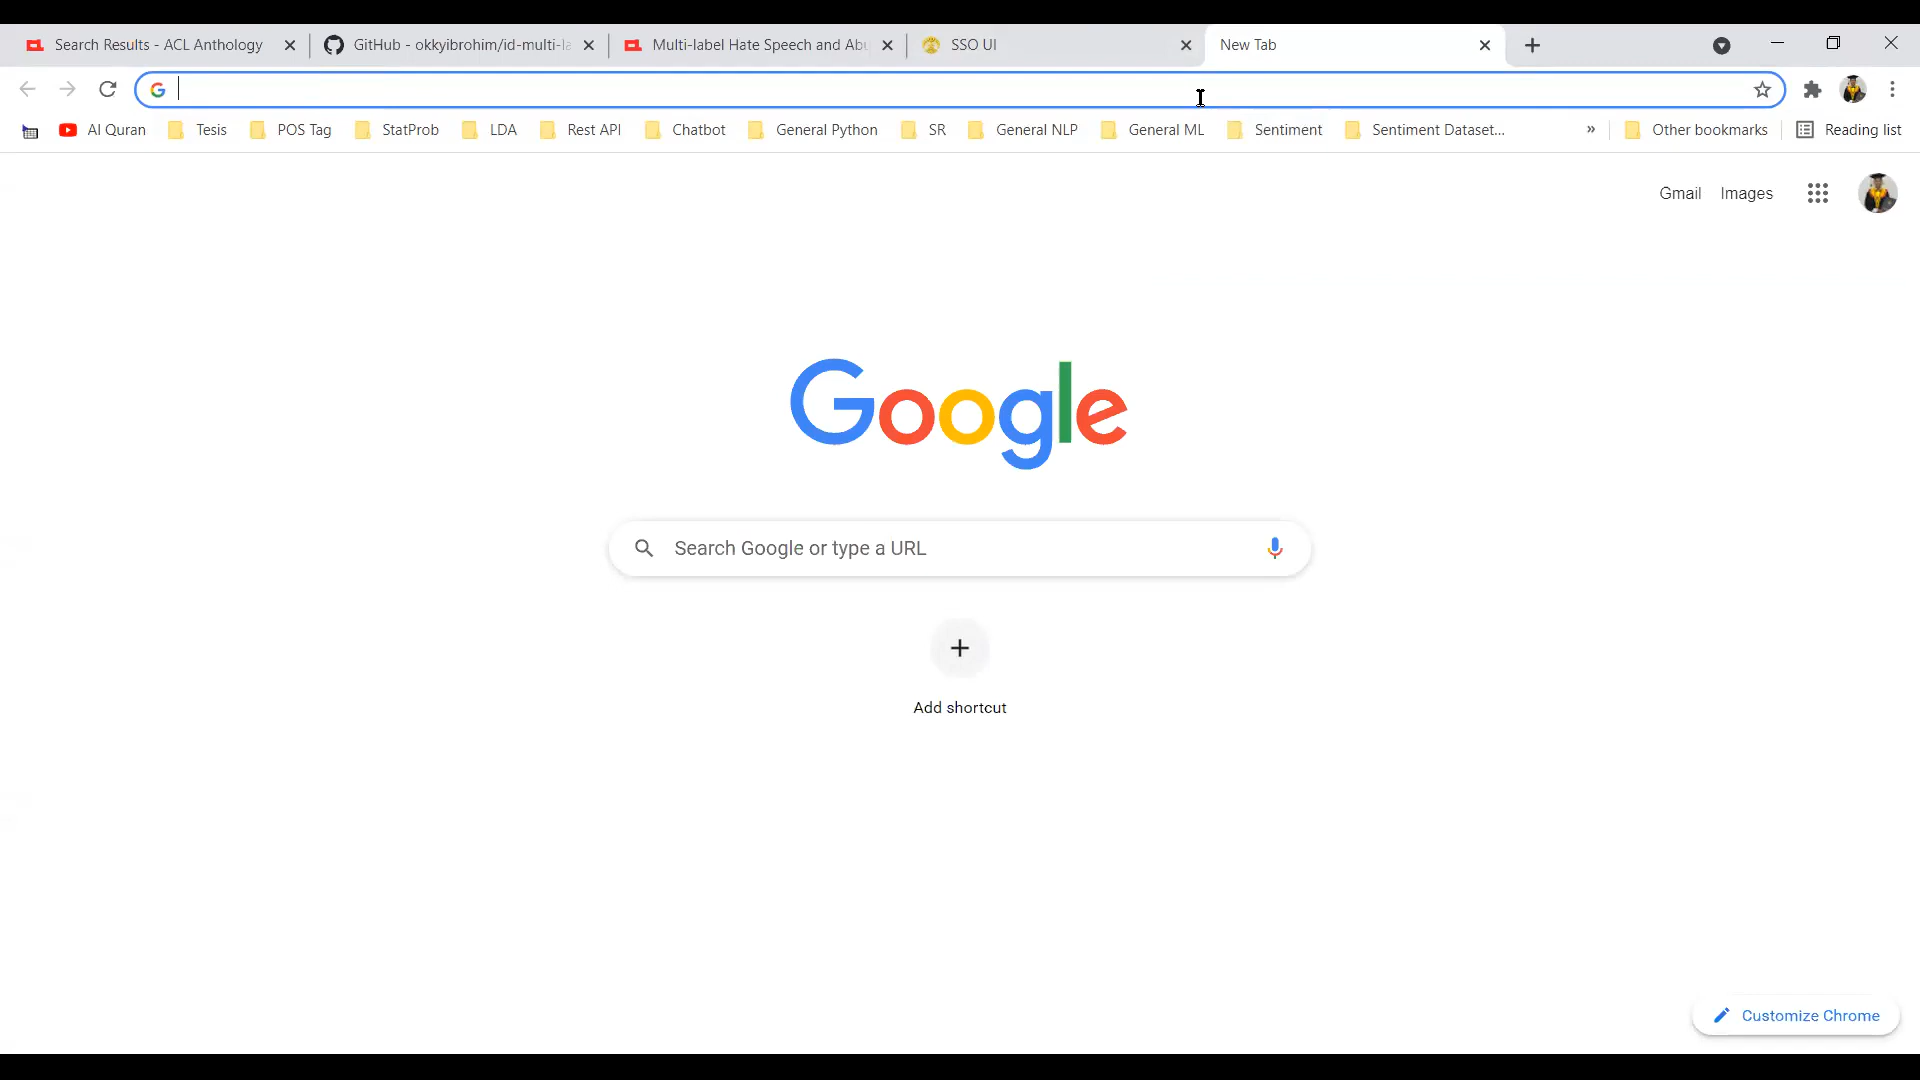 Search Results - ACL Anthology
GitHub - okkyibrohim/id-multi-la
Multi-label Hate Speech and Abu
SSO UI
New Tab
Al Quran
Tesis
POS Tag
StatProb
LDA
Rest API
Chatbot
General Python
SR
General NLP
General ML
Sentiment
Sentiment Dataset...
»
Other bookmarks
Reading list
Gmail
Images
Google
Search Google or type a URL
Add shortcut
Customize Chrome